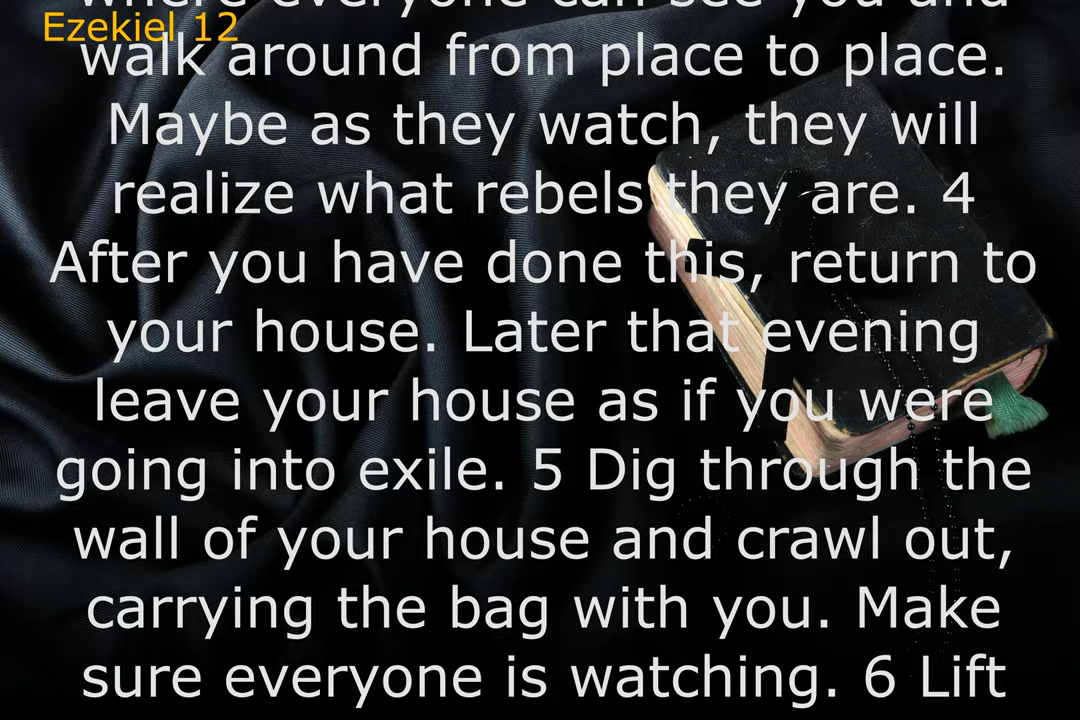 where everyone can see you and
Ezekiel 12
walk around from place to place.
Maybe as they watch, they will
realize what rebels they are. 4
After you have done this, return to
your house. Later that evening
leave your house as if you were
going into exile. 5 Dig through the
wall of your house and crawl out,
carrying the bag with you. Make
sure everyone is watching. 6 Lift